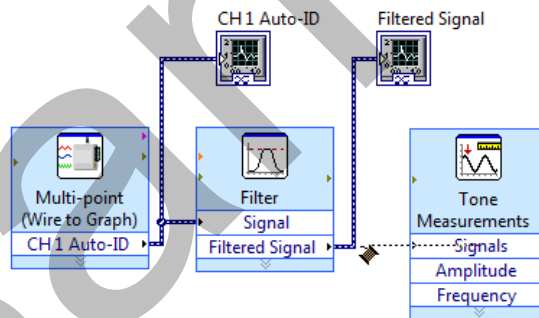 CH 1 Auto-ID
Filtered Signal
Multi-point
(Wire to Graph)
CH 1 Auto-ID
Filter
Signal
Filtered Signal
Tone
Measurements
Signals
Amplitude
Frequency